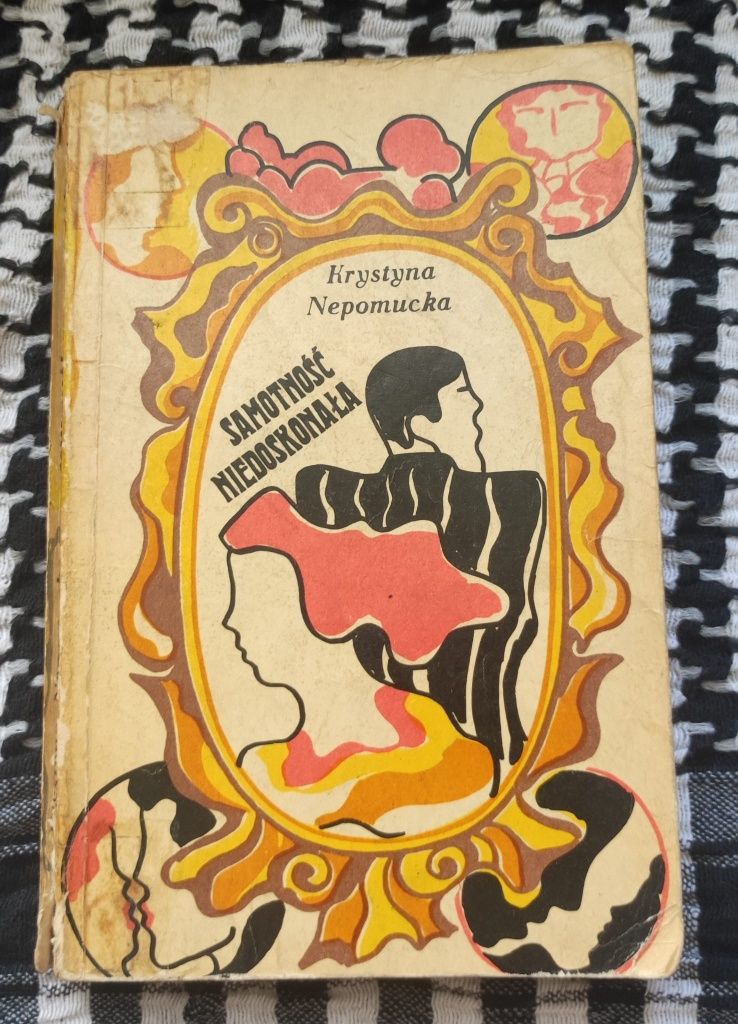 Krystyna
Nepomucka
SAMOTNOŚĆ
NIEDOSKONAŁA